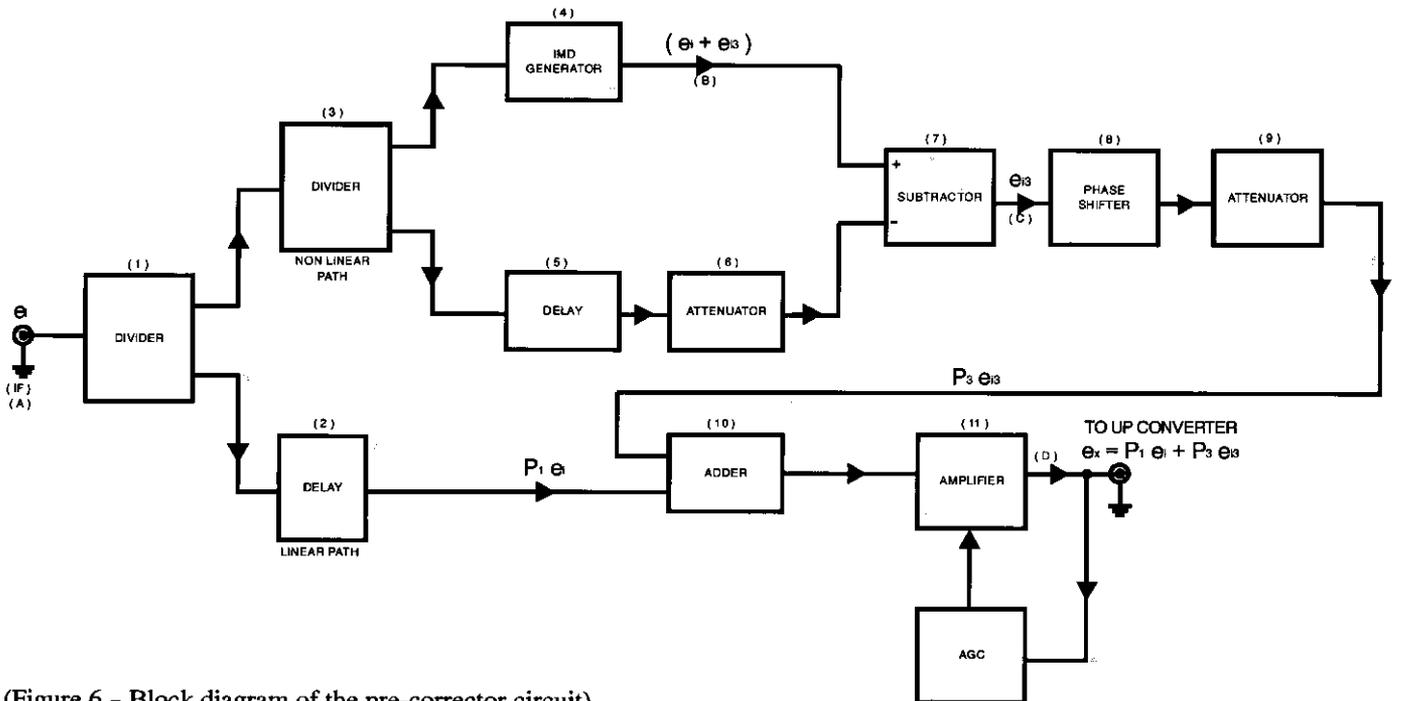 (4)
IMD
GENERATOR
(ei + ei3)
(B)
(3)
DIVIDER
NON LINEAR
PATH
(7)
+
SUBTRACTOR
-
ei3
(C)
(8)
PHASE
SHIFTER
(9)
ATTENUATOR
(1)
DIVIDER
ei
(IF)
(A)
(5)
DELAY
(6)
ATTENUATOR
P3 ei3
(2)
DELAY
LINEAR PATH
P1 ei
(10)
ADDER
(11)
AMPLIFIER
(D)
TO UP CONVERTER
ex = P1 ei + P3 ei3
AGC
(Figure 6 – Block diagram of the pre-corrector circuit)